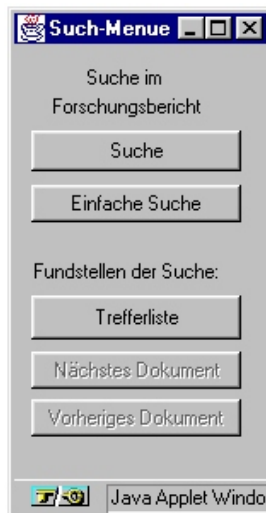 Such-Menue
Suche im
Forschungsbericht
Suche
Einfache Suche
Fundstellen der Suche:
Trefferliste
Nächstes Dokument
Vorheriges Dokument
Java Applet Windo